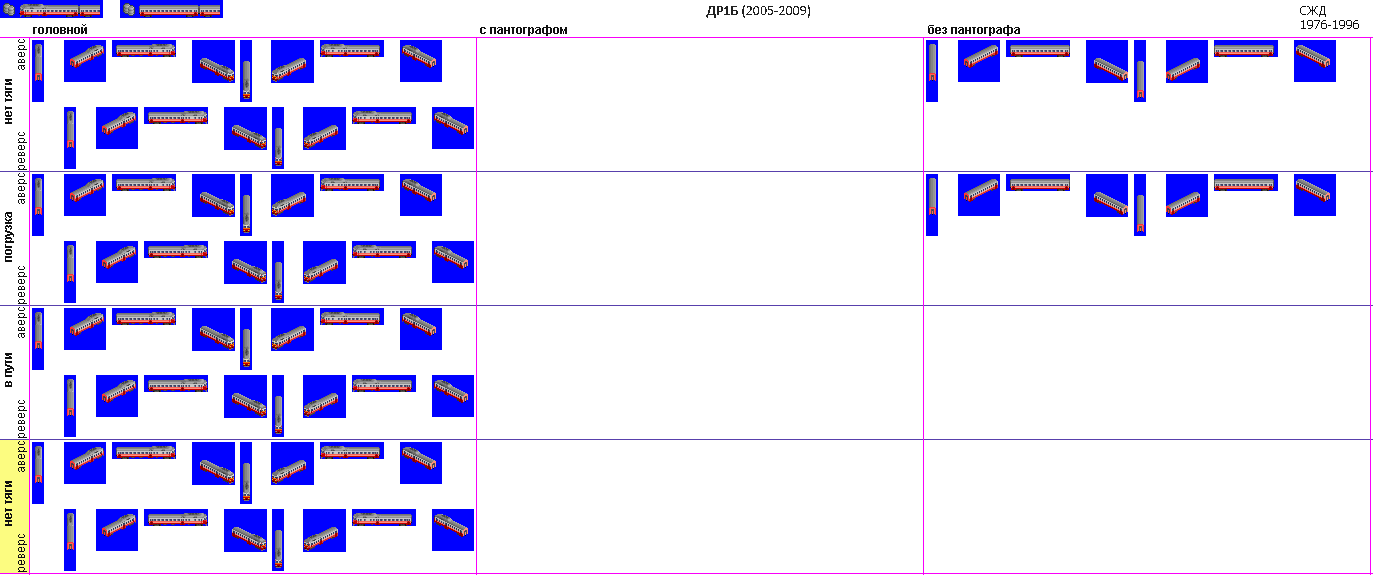 ДР1Б (2005-2009)
СЖД
1976-1996
головной
с пантографом
без пантографа
нет тяги
аверс
реверс
погрузка
аверс
реверс
в пути
аверс
реверс
нет тяги
аверс
реверс